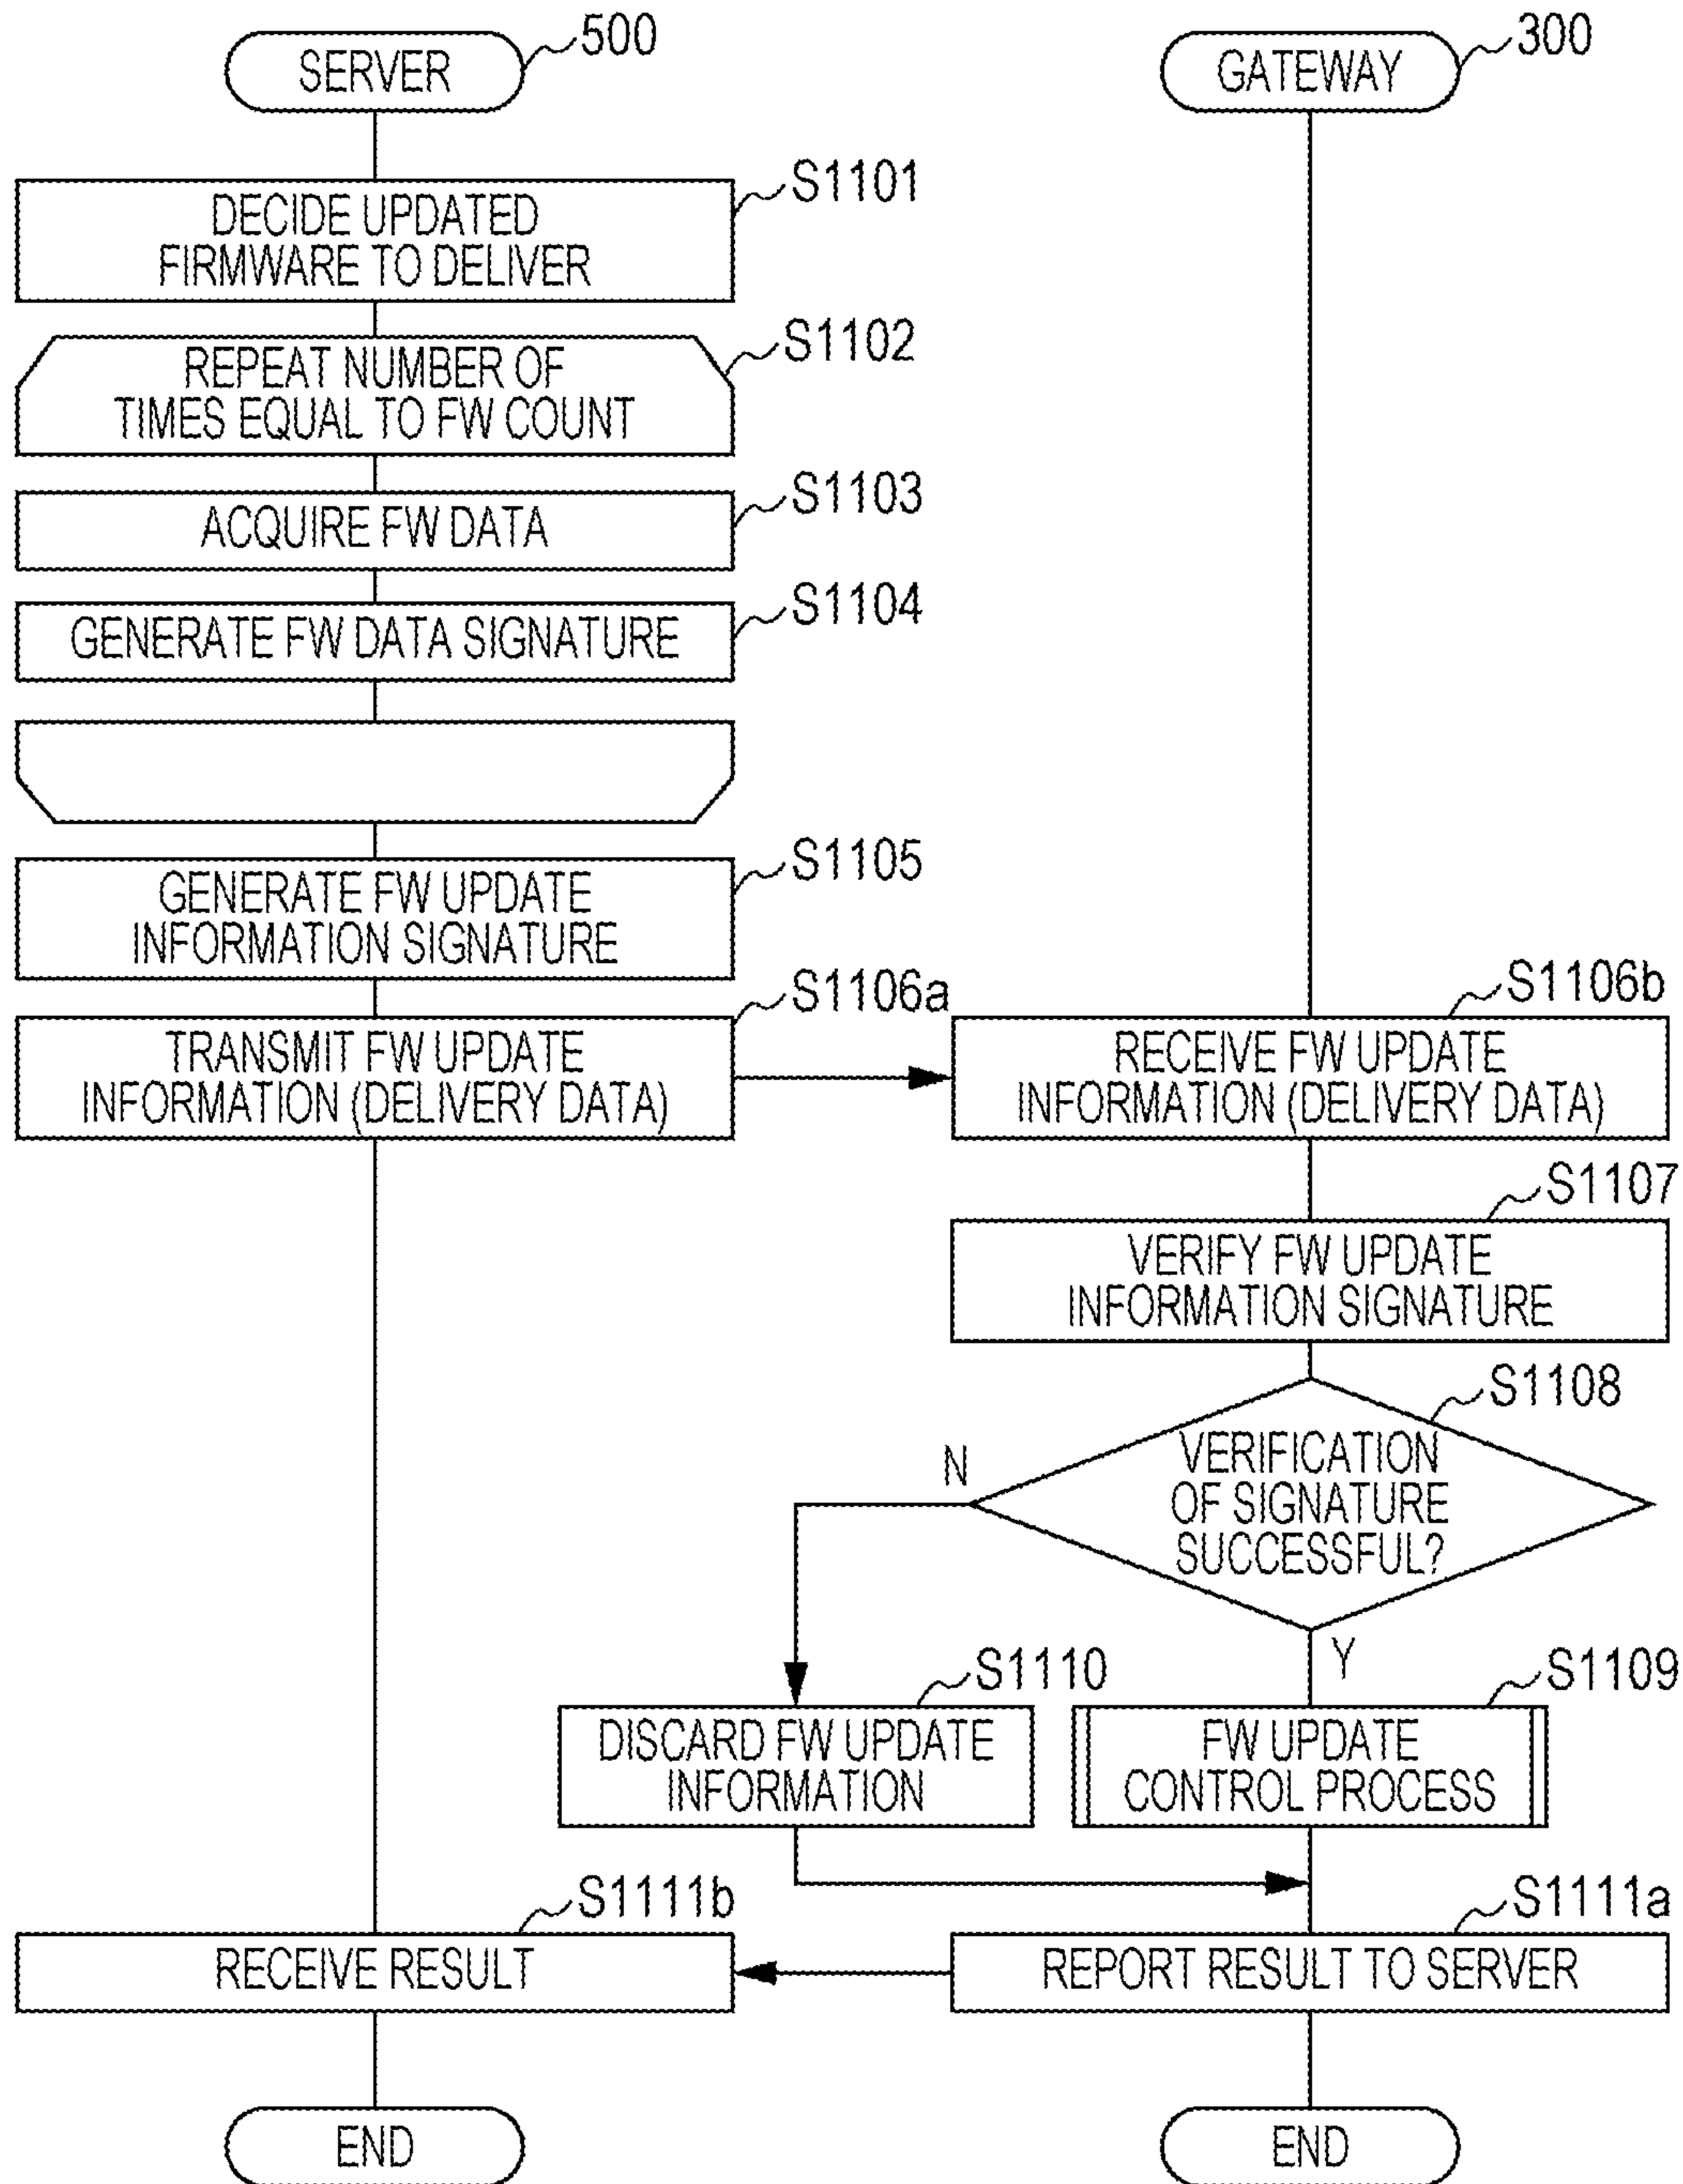 SERVER
500
GATEWAY
300
S1101
DECIDE UPDATED
FIRMWARE TO DELIVER
S1102
REPEAT NUMBER OF
TIMES EQUAL TO FW COUNT
S1103
ACQUIRE FW DATA
S1104
GENERATE FW DATA SIGNATURE
S1105
GENERATE FW UPDATE
INFORMATION SIGNATURE
S1106a
TRANSMIT FW UPDATE
INFORMATION (DELIVERY DATA)
S1106b
RECEIVE FW UPDATE
INFORMATION (DELIVERY DATA)
S1107
VERIFY FW UPDATE
INFORMATION SIGNATURE
S1108
VERIFICATION
OF SIGNATURE
SUCCESSFUL?
N
Y
S1110
DISCARD FW UPDATE
INFORMATION
S1109
FW UPDATE
CONTROL PROCESS
S1111b
RECEIVE RESULT
S1111a
REPORT RESULT TO SERVER
END
END